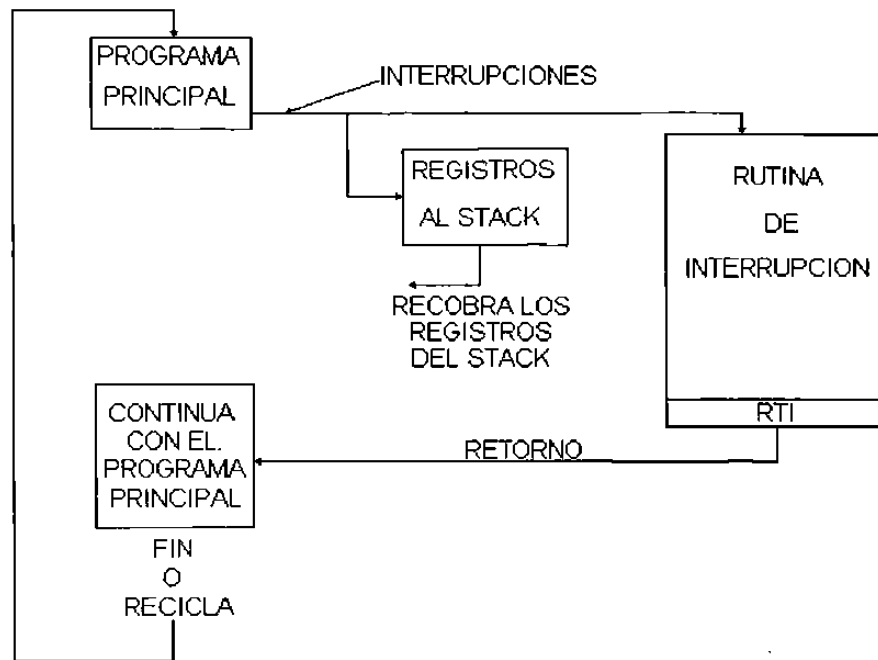 PROGRAMA
PRINCIPAL
INTERRUPCIONES
REGISTROS
AL STACK
RUTINA
DE
INTERRUPCION
RECOBRA LOS
REGISTROS
DEL STACK
RTI
CONTINUA
CON EL.
PROGRAMA
PRINCIPAL
RETORNO
FIN
O
RECICLA